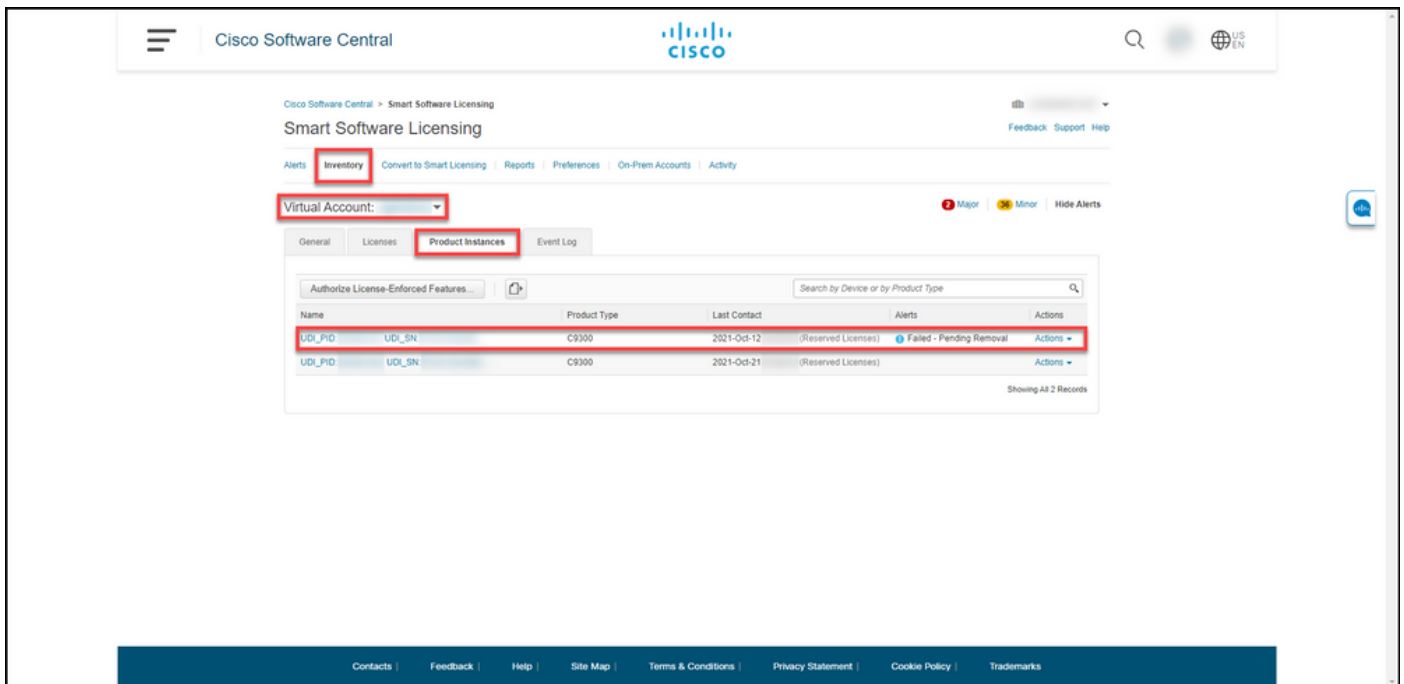 Cisco Software Central
CISCO
US
EN
Cisco Software Central > Smart Software Licensing
Smart Software Licensing
Feedback Support Help
Alerts Inventory Convert to Smart Licensing | Reports | Preferences | On-Prem Accounts | Activity
Virtual Account:
2 Major | 36 Minor | Hide Alerts
General Licenses Product Instances Event Log
Authorize License-Enforced Features... Search by Device or by Product Type
Name Product Type Last Contact Alerts Actions
UDI_PID: UDI_SN: C9300 2021-Oct-12 (Reserved Licenses) Failed - Pending Removal Actions
UDI_PID: UDI_SN: C9300 2021-Oct-21 (Reserved Licenses) Actions
Showing All 2 Records
Contacts | Feedback | Help | Site Map | Terms & Conditions | Privacy Statement | Cookie Policy | Trademarks